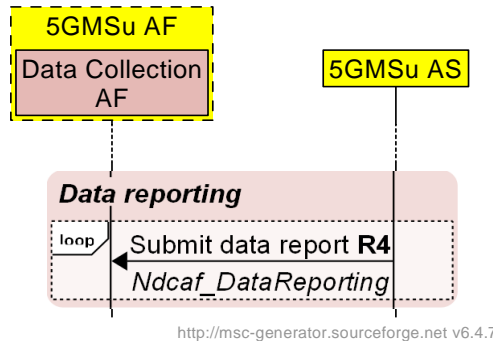 5GMSu AF
Data Collection
AF
5GMSu AS
Data reporting
loop
Submit data report R4
Ndcaf_DataReporting
http://msc-generator.sourceforge.net v6.4.7